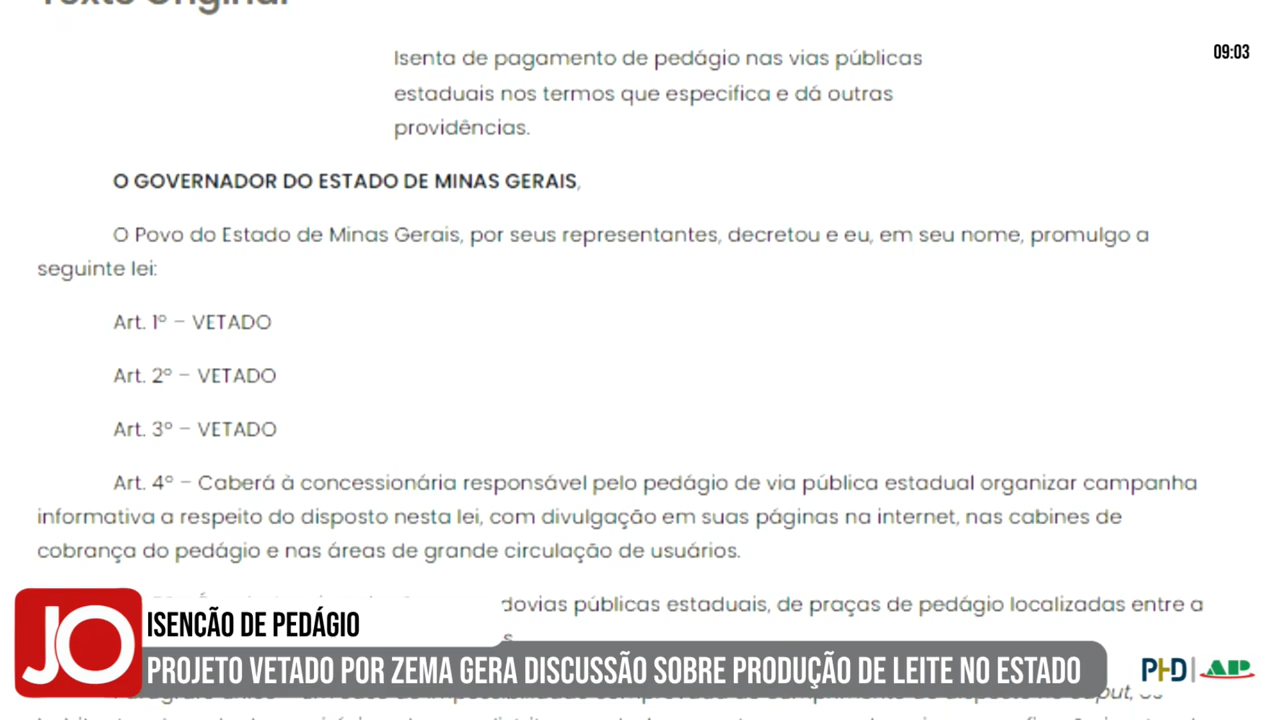 Texto Original
Isenta de pagamento de pedágio nas vias públicas
09:03
estaduais nos termos que especifica e dá outras
providências.
O GOVERNADOR DO ESTADO DE MINAS GERAIS,
O Povo do Estado de Minas Gerais, por seus representantes, decretou e eu, em seu nome, promulgo a
seguinte lei:
Art. 1º – VETADO
Art. 2º – VETADO
Art. 3º – VETADO
Art. 4º – Caberá à concessionária responsável pelo pedágio de via pública estadual organizar campanha
informativa a respeito do disposto nesta lei, com divulgação em suas páginas na internet, nas cabines de
cobrança do pedágio e nas áreas de grande circulação de usuários.
dovias públicas estaduais, de praças de pedágio localizadas entre a
JO
ISENCÃO DE PEDÁGIO
PROJETO VETADO POR ZEMA GERA DISCUSSÃO SOBRE PRODUÇÃO DE LEITE NO ESTADO
PHD AP